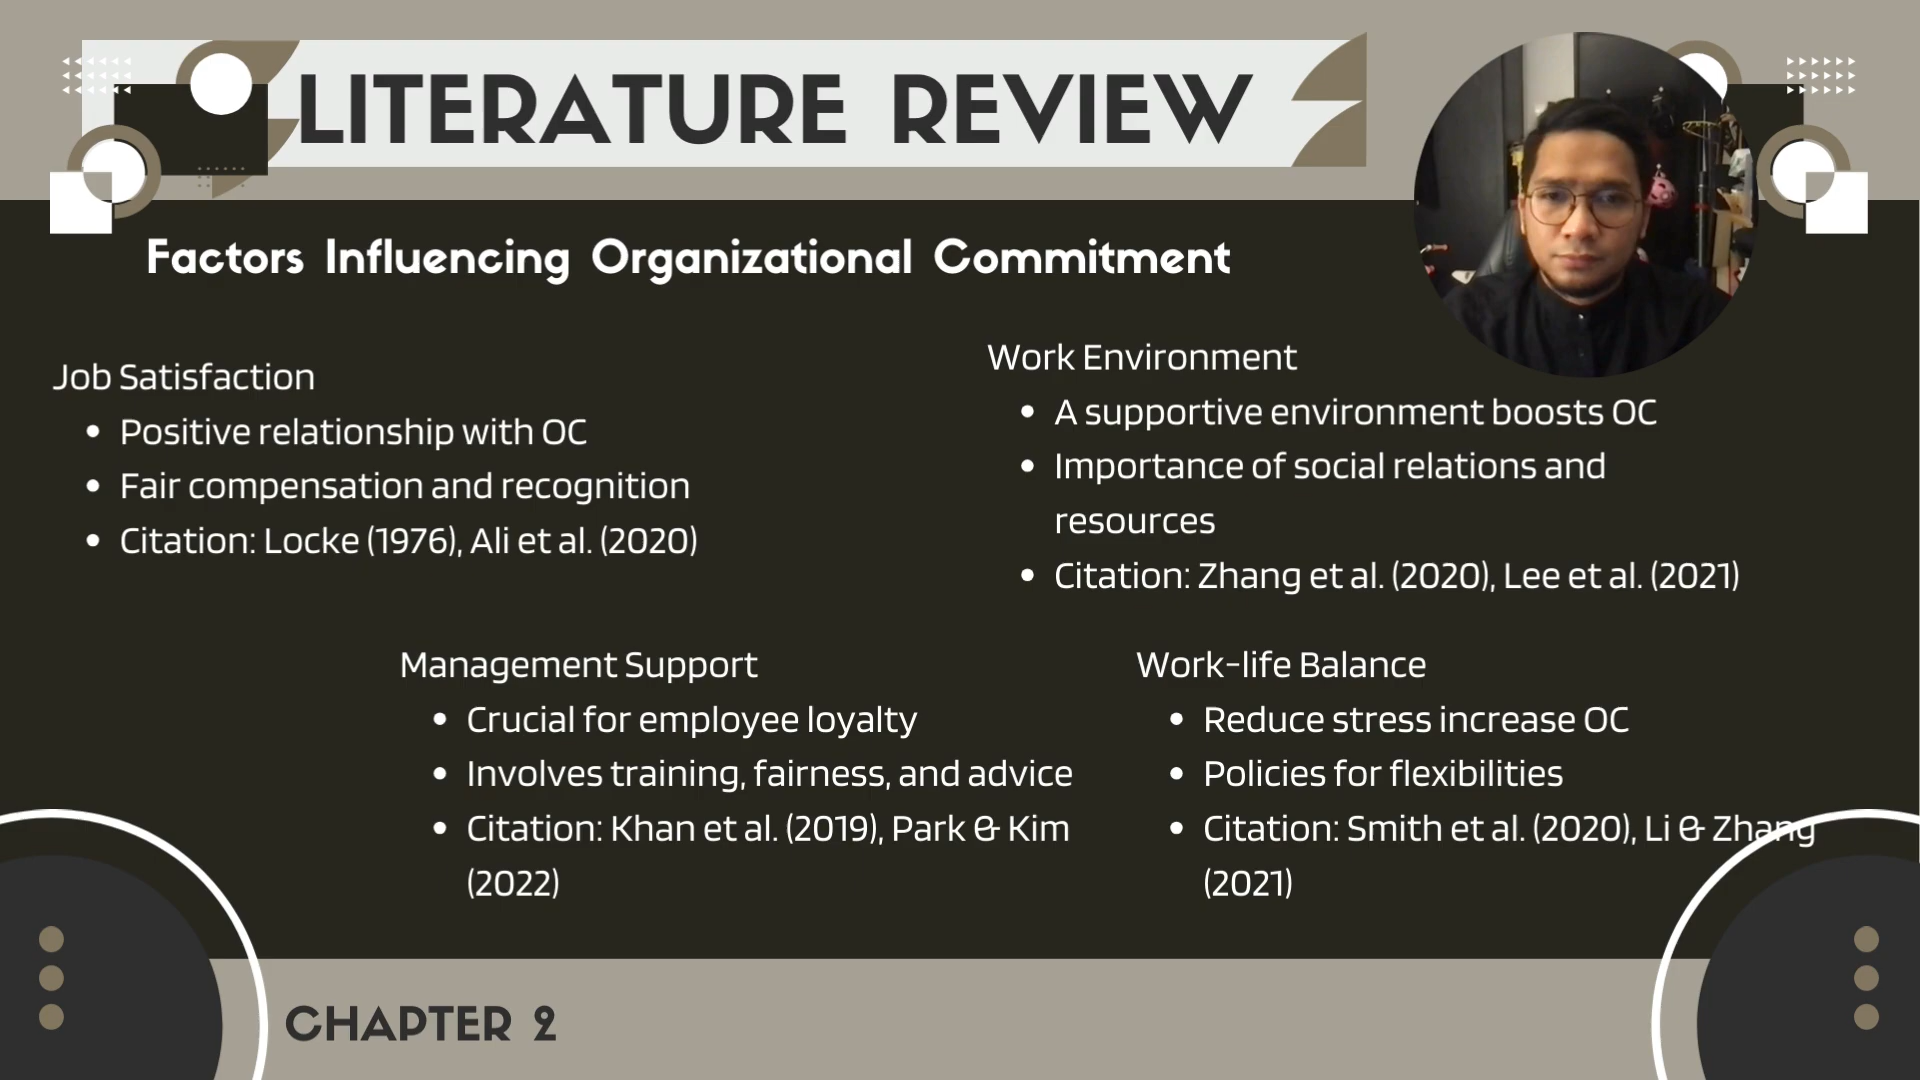 LITERATURE REVIEW
Factors Influencing Organizational Commitment
Job Satisfaction
• Positive relationship with OC
• Fair compensation and recognition
• Citation: Locke (1976), Ali et al. (2020)
Work Environment
• A supportive environment boosts OC
• Importance of social relations and
resources
• Citation: Zhang et al. (2020), Lee et al. (2021)
Management Support
• Crucial for employee loyalty
• Involves training, fairness, and advice
• Citation: Khan et al. (2019), Park & Kim
(2022)
Work-life Balance
• Reduce stress increase OC
• Policies for flexibilities
• Citation: Smith et al. (2020), Li & Zhang
(2021)
CHAPTER 2